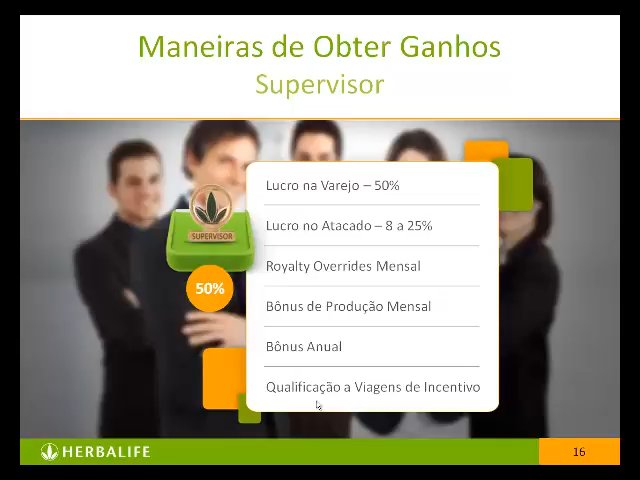 Maneiras de Obter Ganhos
Supervisor
Lucro na Varejo – 50%
Lucro no Atacado – 8 a 25%
SUPERVISOR
Royalty Overrides Mensal
50%
Bônus de Produção Mensal
Bônus Anual
Qualificação a Viagens de Incentivo
HERBALIFE
16